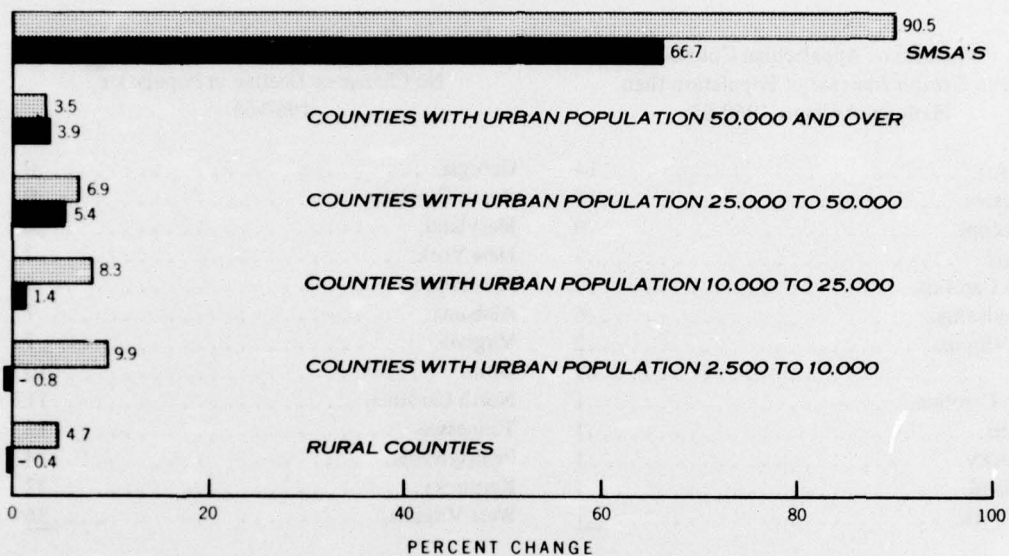 90.5
66.7 SMSA'S
3.5
3.9
COUNTIES WITH URBAN POPULATION 50.000 AND OVER
6.9
5.4
COUNTIES WITH URBAN POPULATION 25.000 TO 50.000
8.3
1.4
COUNTIES WITH URBAN POPULATION 10.000 TO 25.000
9.9
- 0.8
COUNTIES WITH URBAN POPULATION 2.500 TO 10.000
4.7
- 0.4
RURAL COUNTIES
0 20 40 60 80 100
PERCENT CHANGE